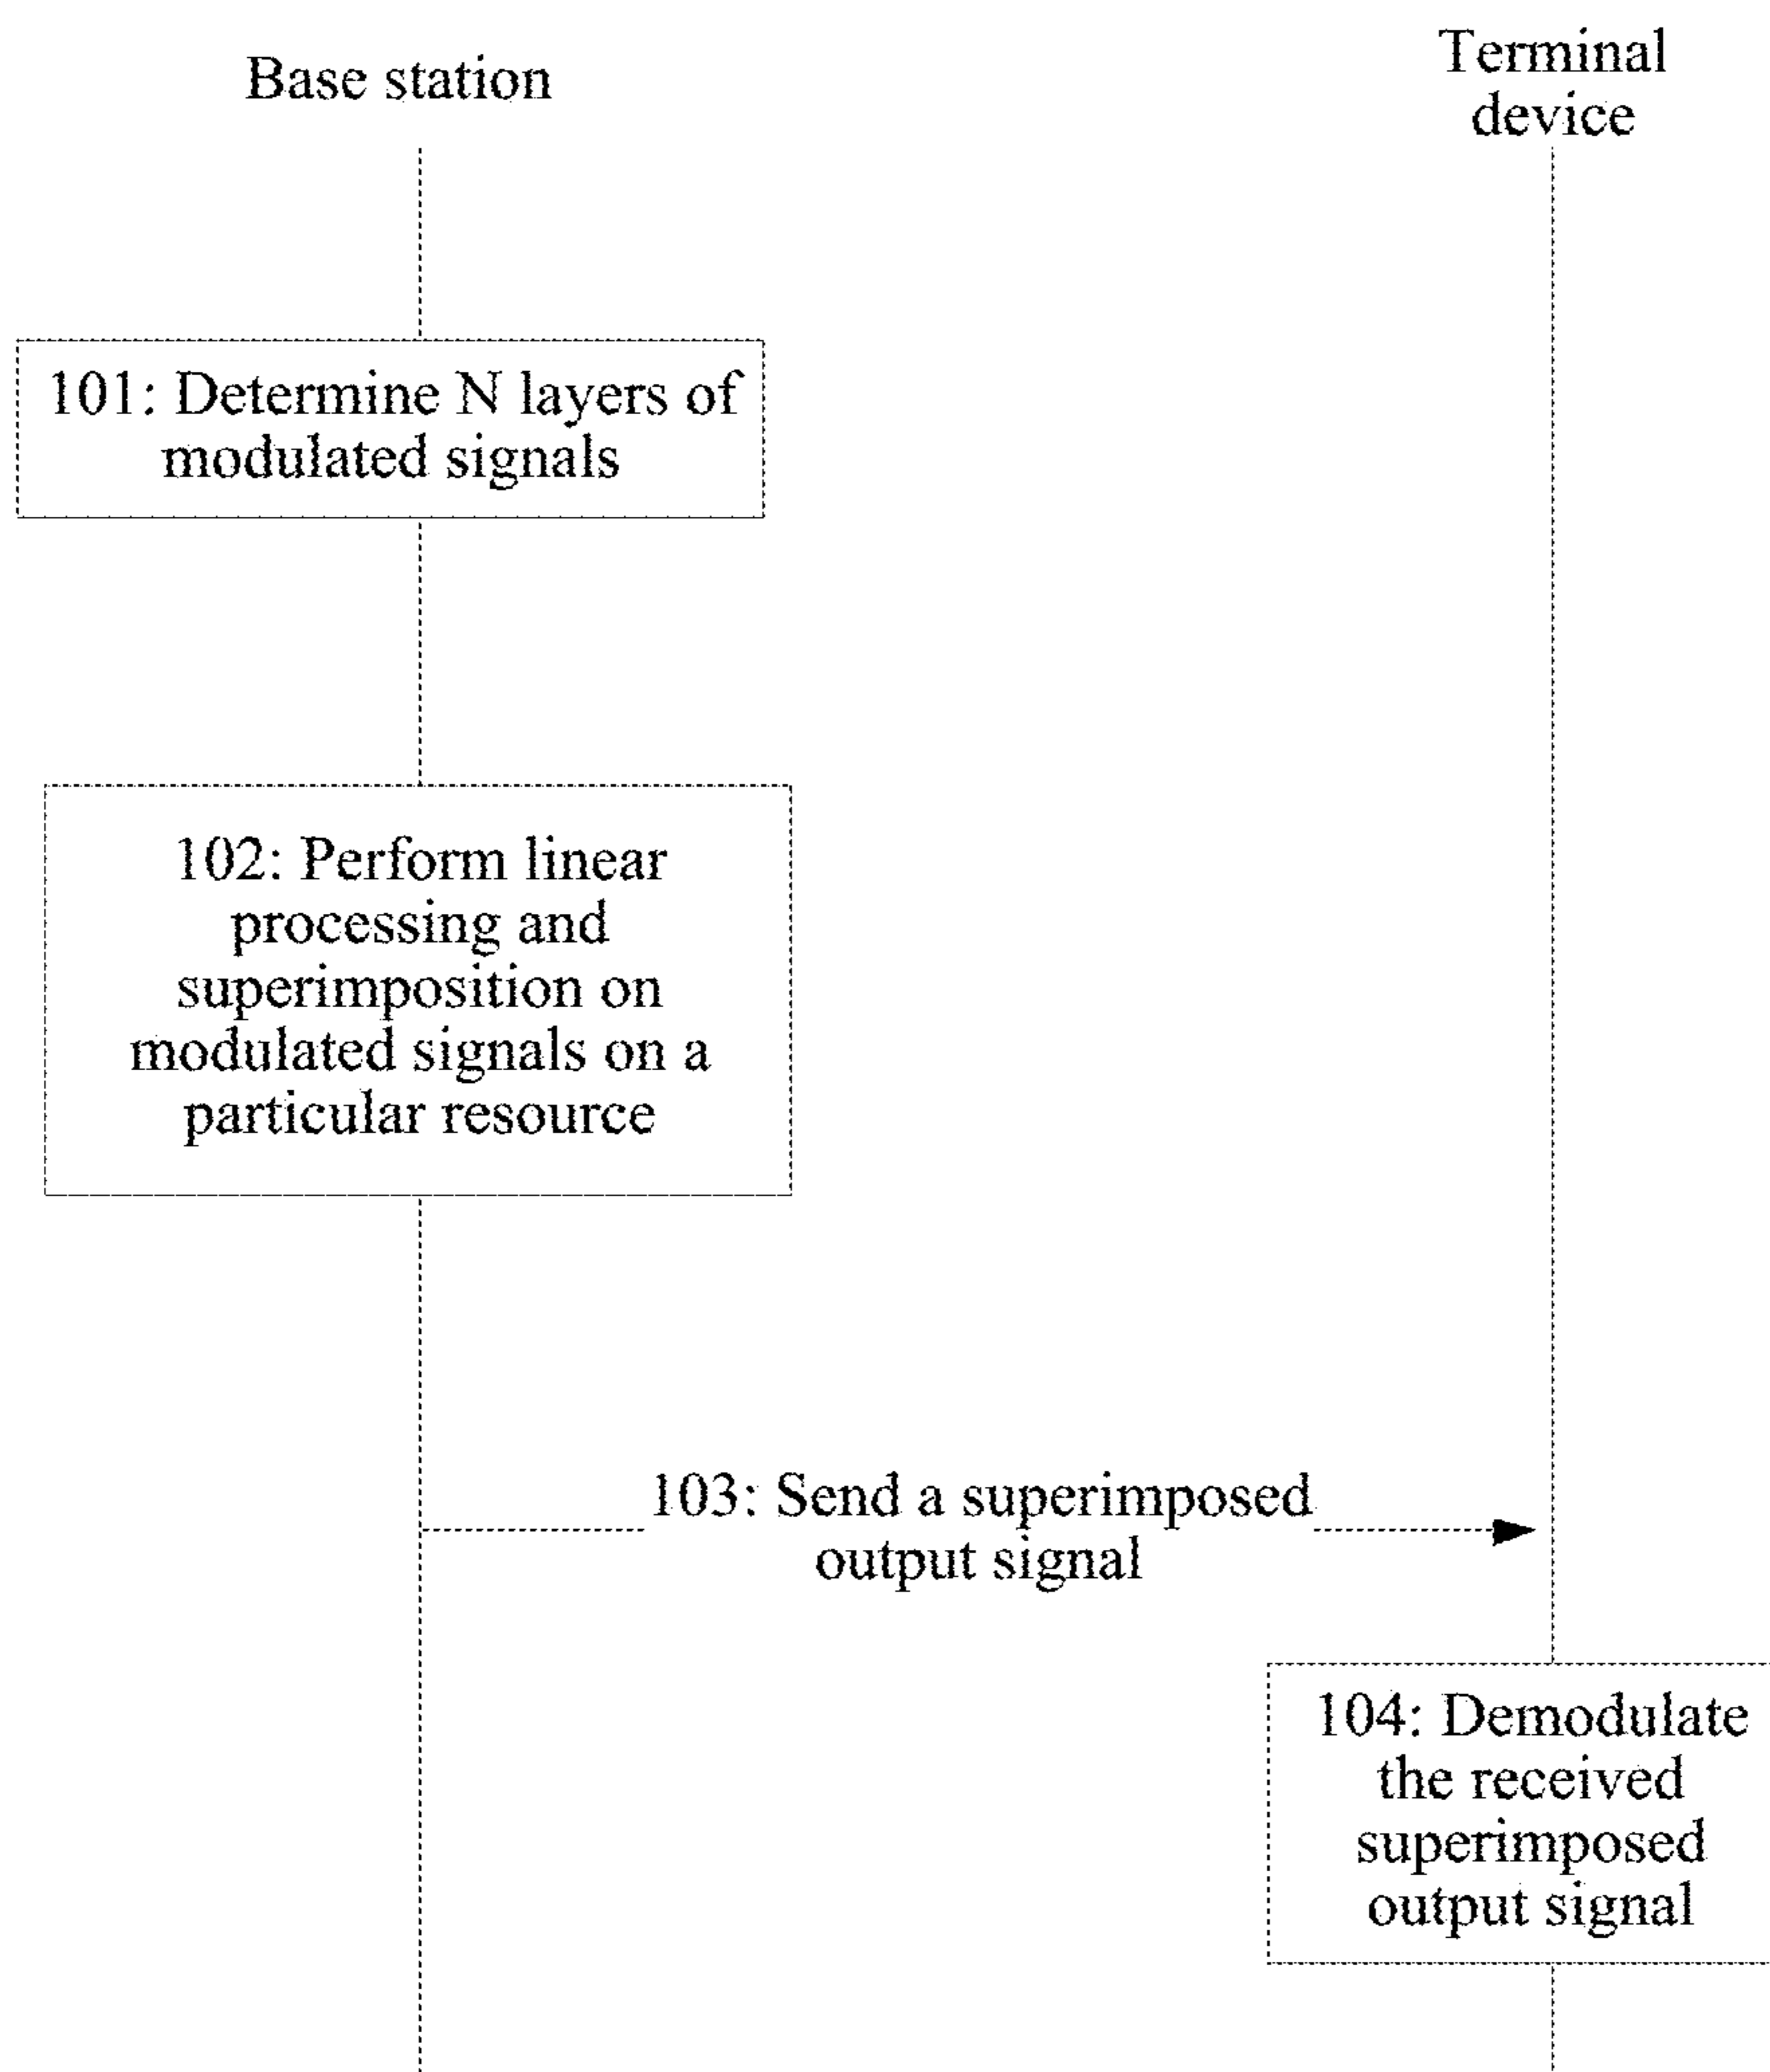 Base station
Terminal
device
101: Determine N layers of
modulated signals
102: Perform linear
processing and
superimposition on
modulated signals on a
particular resource
103: Send a superimposed
output signal
104: Demodulate
the received
superimposed
output signal